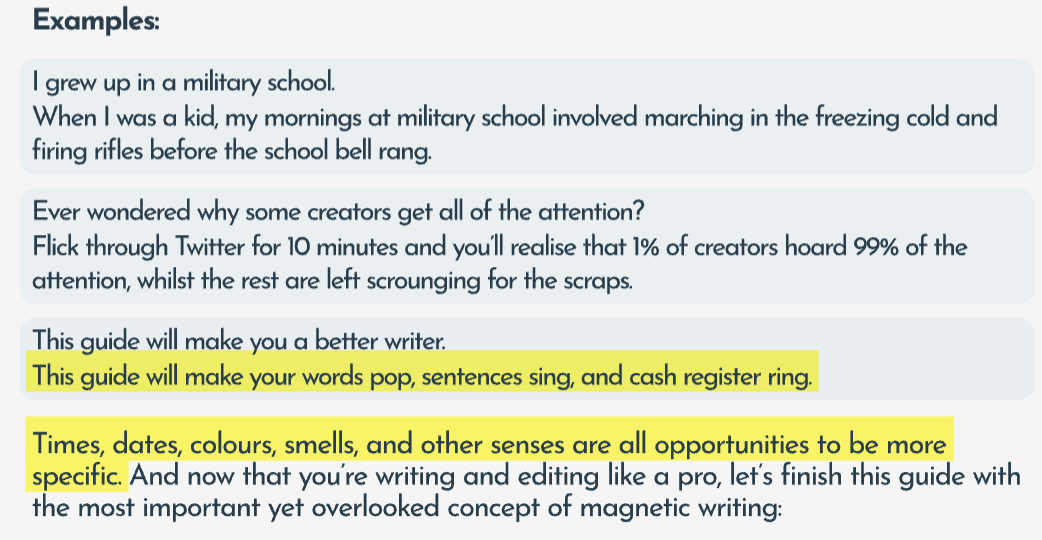 Examples:
I grew up in a military school.
When I was a kid, my mornings at military school involved marching in the freezing cold and
firing rifles before the school bell rang.
Ever wondered why some creators get all of the attention?
Flick through Twitter for 10 minutes and you'll realise that 1% of creators hoard 99% of the
attention, whilst the rest are left scrounging for the scraps.
This guide will make you a better writer.
This guide will make your words pop, sentences sing, and cash register ring.
Times, dates, colours, smells, and other senses are all opportunities to be more
specific. And now that you're writing and editing like a pro, let's finish this guide with
the most important yet overlooked concept of magnetic writing: